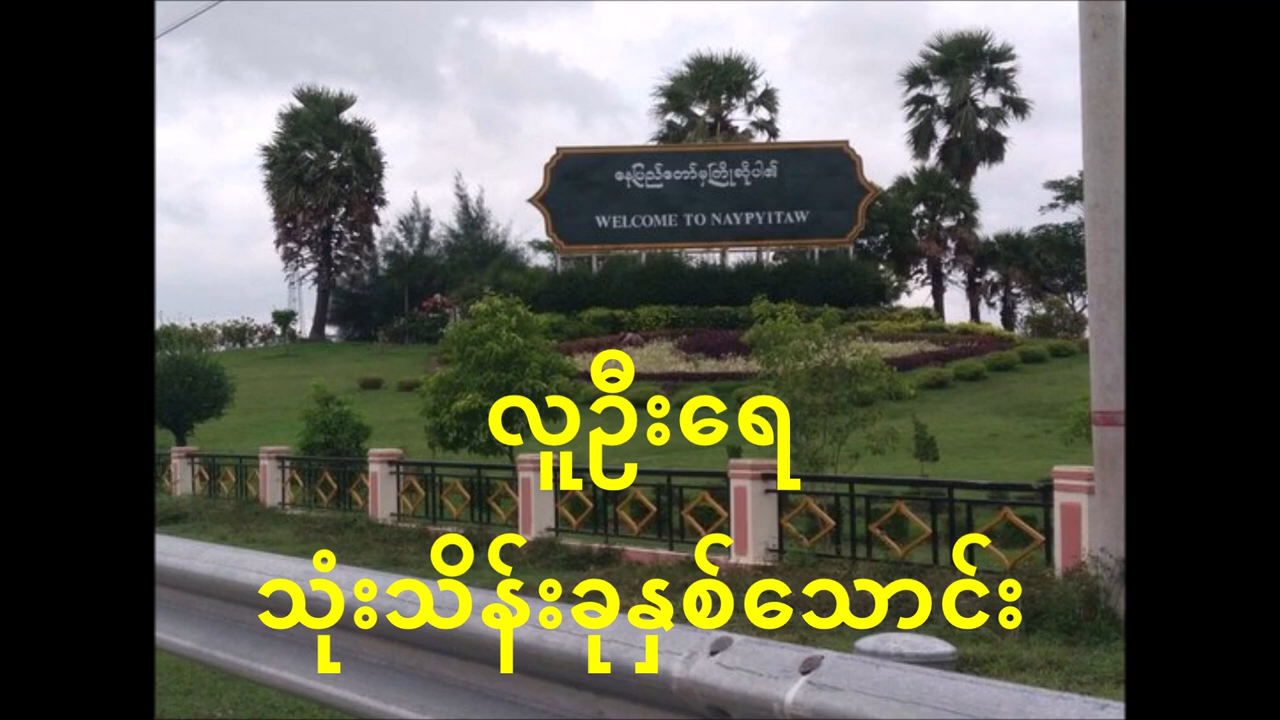 နေပြည်တော်မှကြိုဆိုပါ၏
WELCOME TO NAYPYITAW
လူဦးရေ
သုံးသိန်းခုနှစ်သောင်း